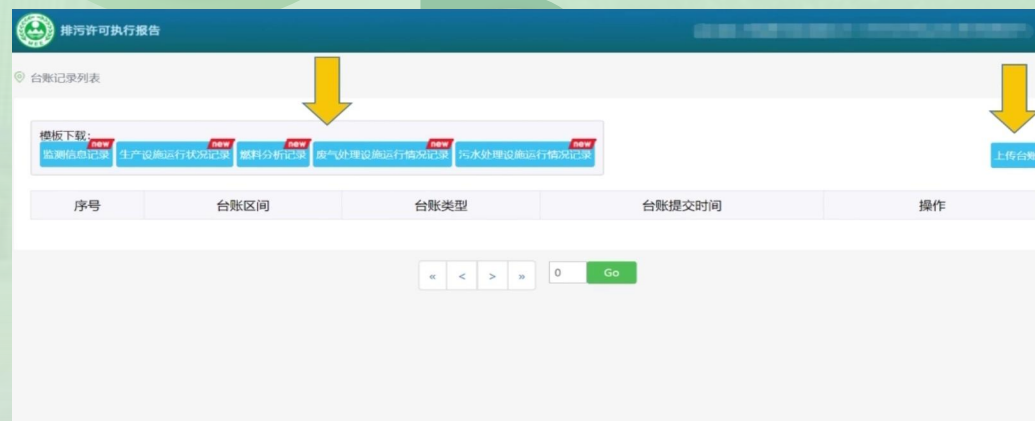 排污许可执行报告
台账记录列表
模板下载:
new new new new new
监测信息记录 生产设施运行状况记录 燃料分析记录 废气处理设施运行情况记录 污水处理设施运行情况记录
上传台账
序号 台账区间 台账类型 台账提交时间 操作
« < > » 0 Go